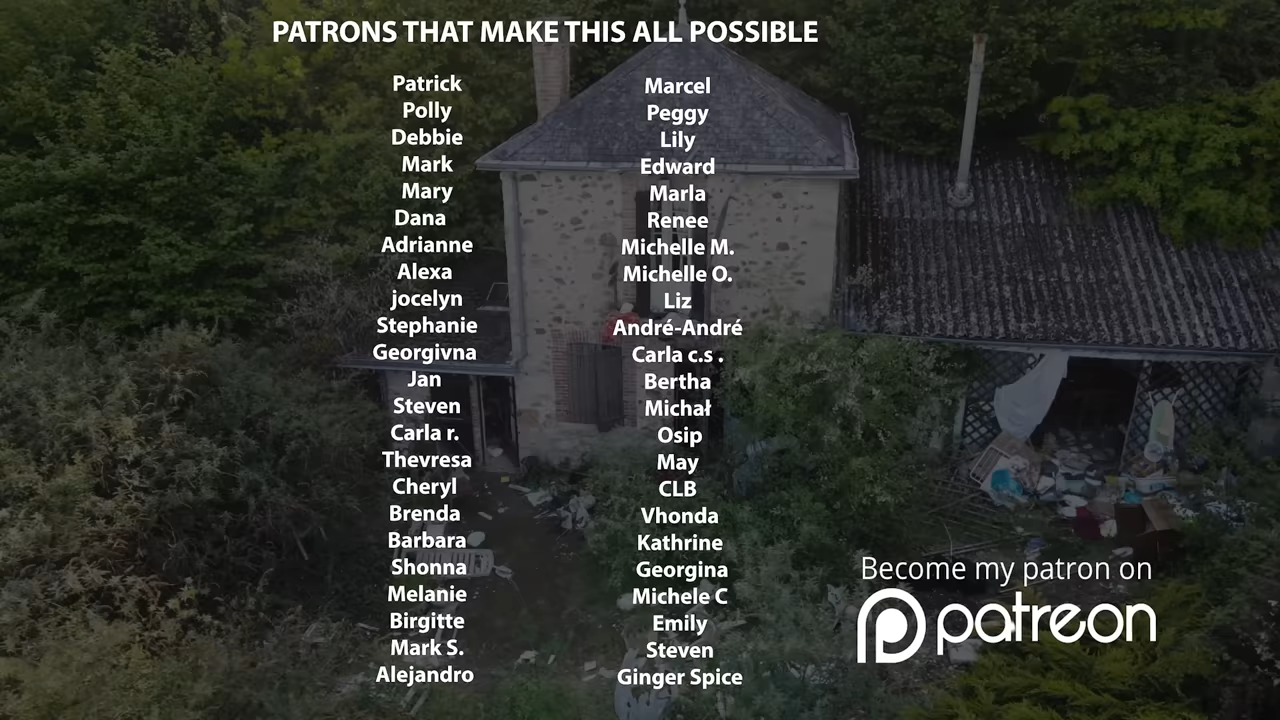 PATRONS THAT MAKE THIS ALL POSSIBLE
Patrick
Polly
Debbie
Mark
Mary
Dana
Adrianne
Alexa
jocelyn
Stephanie
Georgivna
Jan
Steven
Carla r.
Thevresa
Cheryl
Brenda
Barbara
Shonna
Melanie
Birgitte
Mark S.
Alejandro
Marcel
Peggy
Lily
Edward
Marla
Renee
Michelle M.
Michelle O.
Liz
André-André
Carla c.s .
Bertha
Michał
Osip
May
CLB
Vhonda
Kathrine
Georgina
Michele C
Emily
Steven
Ginger Spice
Become my patron on
patreon